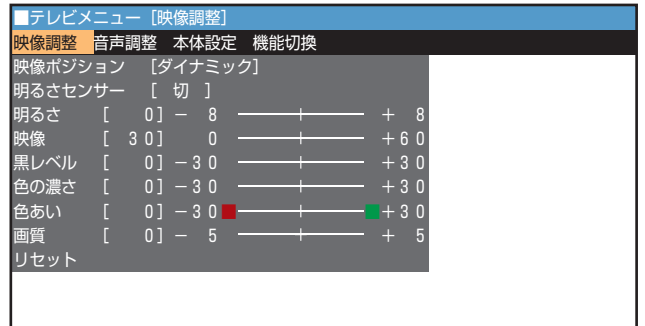 ■テレビメニュー [映像調整]
映像調整 音声調整 本体設定 機能切換
映像ポジション [ダイナミック]
明るさセンサー [ 切 ]
明るさ [ 0] − 8 + 8
映像 [ 30] 0 +60
黒レベル [ 0] −30 +30
色の濃さ [ 0] −30 +30
色あい [ 0] −30 +30
画質 [ 0] − 5 + 5
リセット